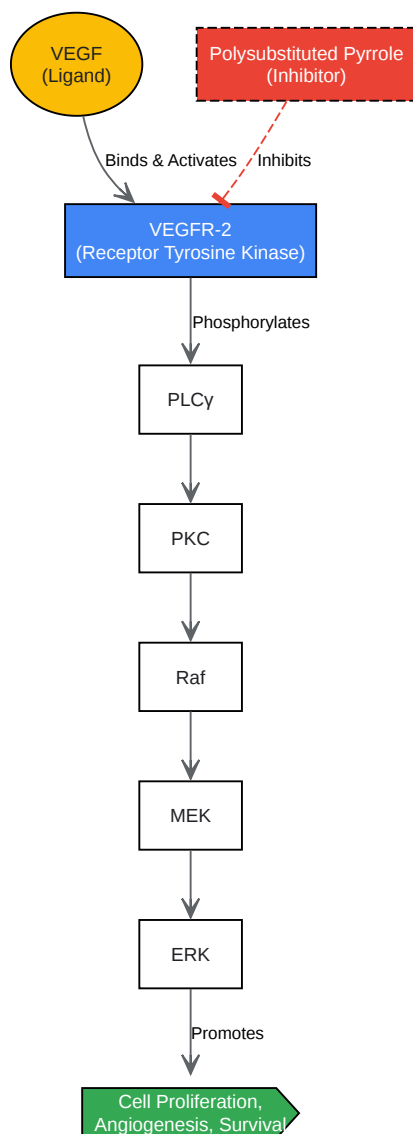 VEGF
(Ligand)
Polysubstituted Pyrrole
(Inhibitor)
Binds & Activates
Inhibits
VEGFR-2
(Receptor Tyrosine Kinase)
Phosphorylates
PLCγ
PKC
Raf
MEK
ERK
Promotes
Cell Proliferation,
Angiogenesis, Survival